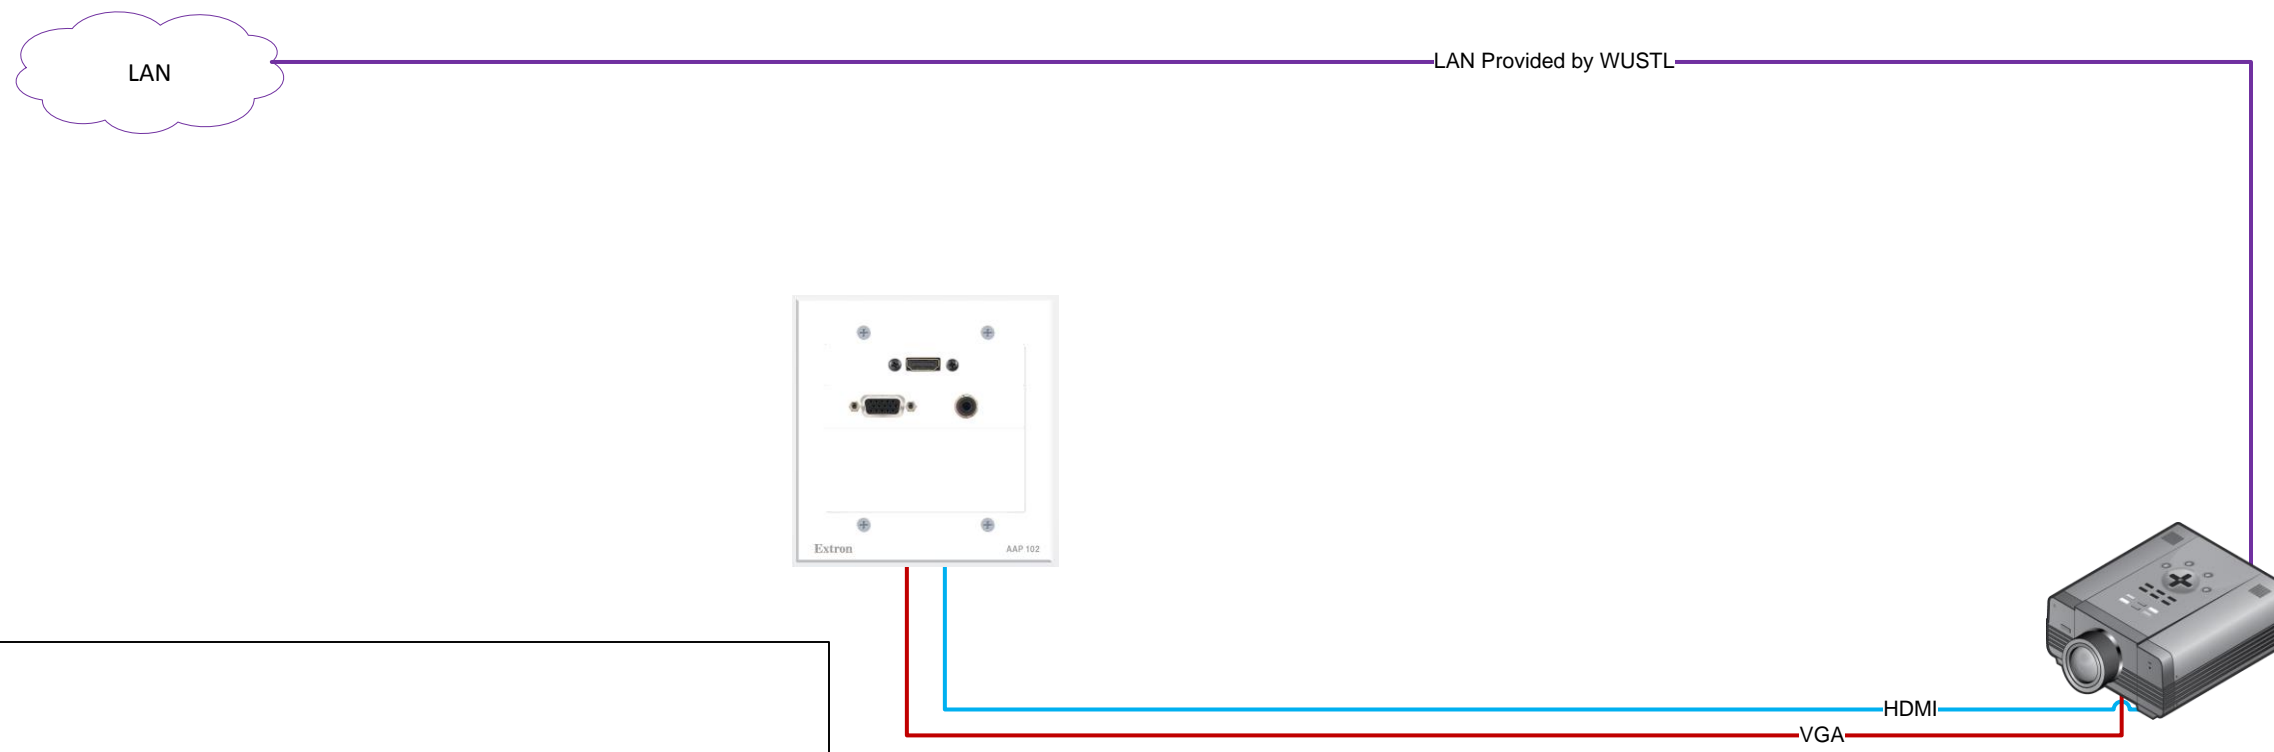 LAN
LAN Provided by WUSTL
Extron
AAP 102
HDMI
VGA